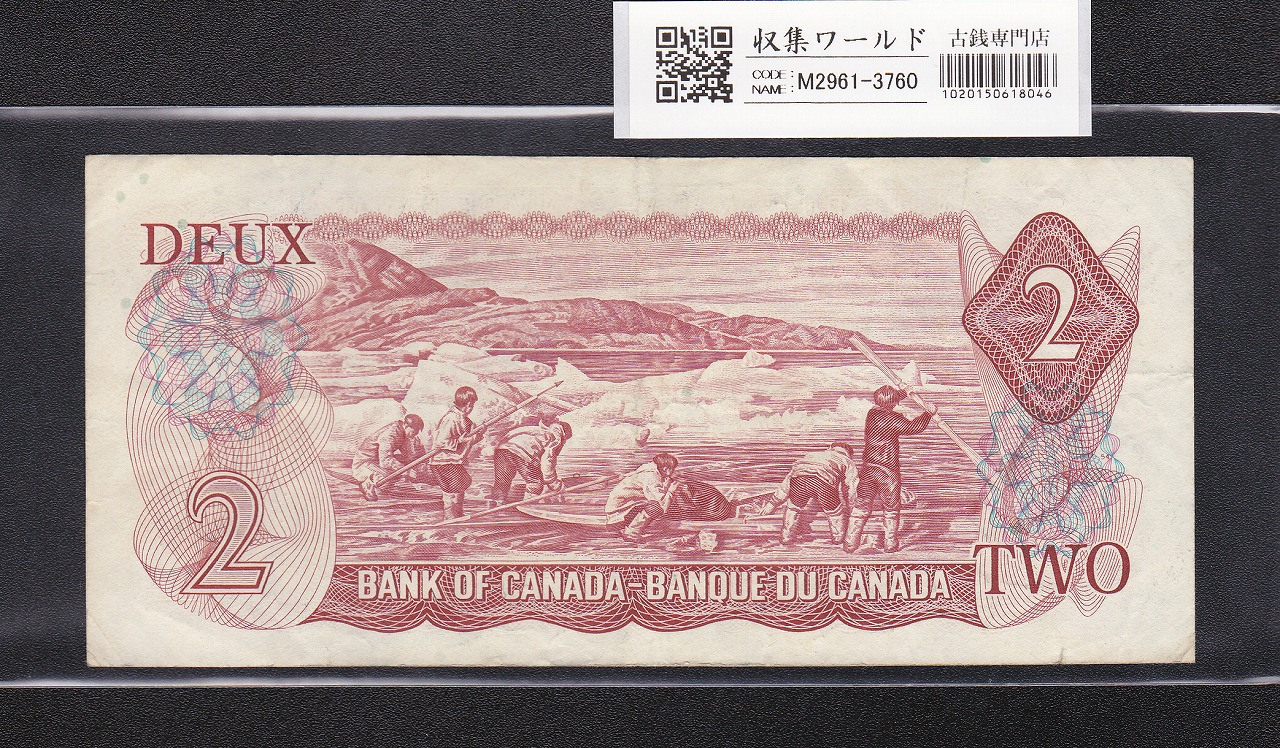 収集ワールド 古銭専門店
CODE:
NAME: M2961-3760
1020150618046
DEUX
2
2
TWO
BANK OF CANADA-BANQUE DU CANADA